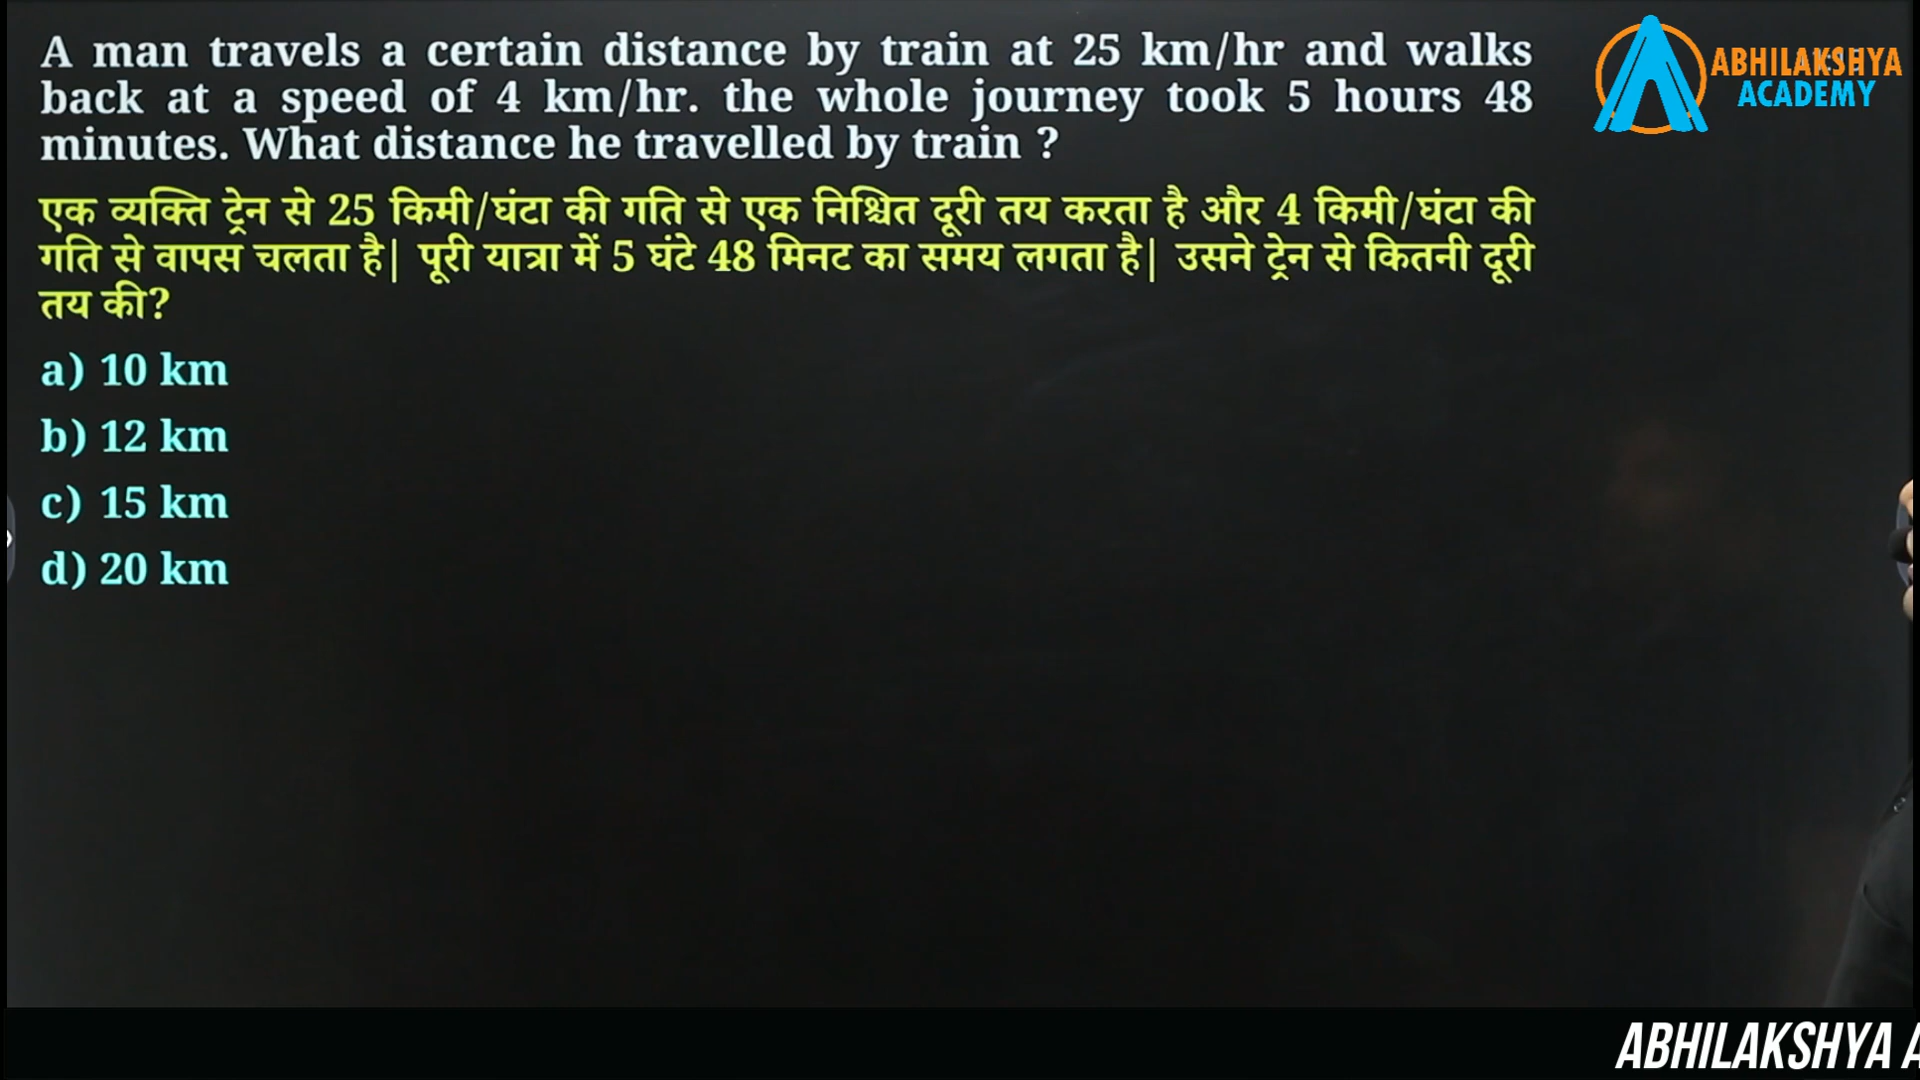 A man travels a certain distance by train at 25 km/hr and walks
back at a speed of 4 km/hr. the whole journey took 5 hours 48
minutes. What distance he travelled by train ?
एक व्यक्ति ट्रेन से 25 किमी/घंटा की गति से एक निश्चित दूरी तय करता है और 4 किमी/घंटा की
गति से वापस चलता है| पूरी यात्रा में 5 घंटे 48 मिनट का समय लगता है| उसने ट्रेन से कितनी दूरी
तय की?
a) 10 km
b) 12 km
c) 15 km
d) 20 km
ABHILAKSHYA
ACADEMY
ABHILAKSHYA A